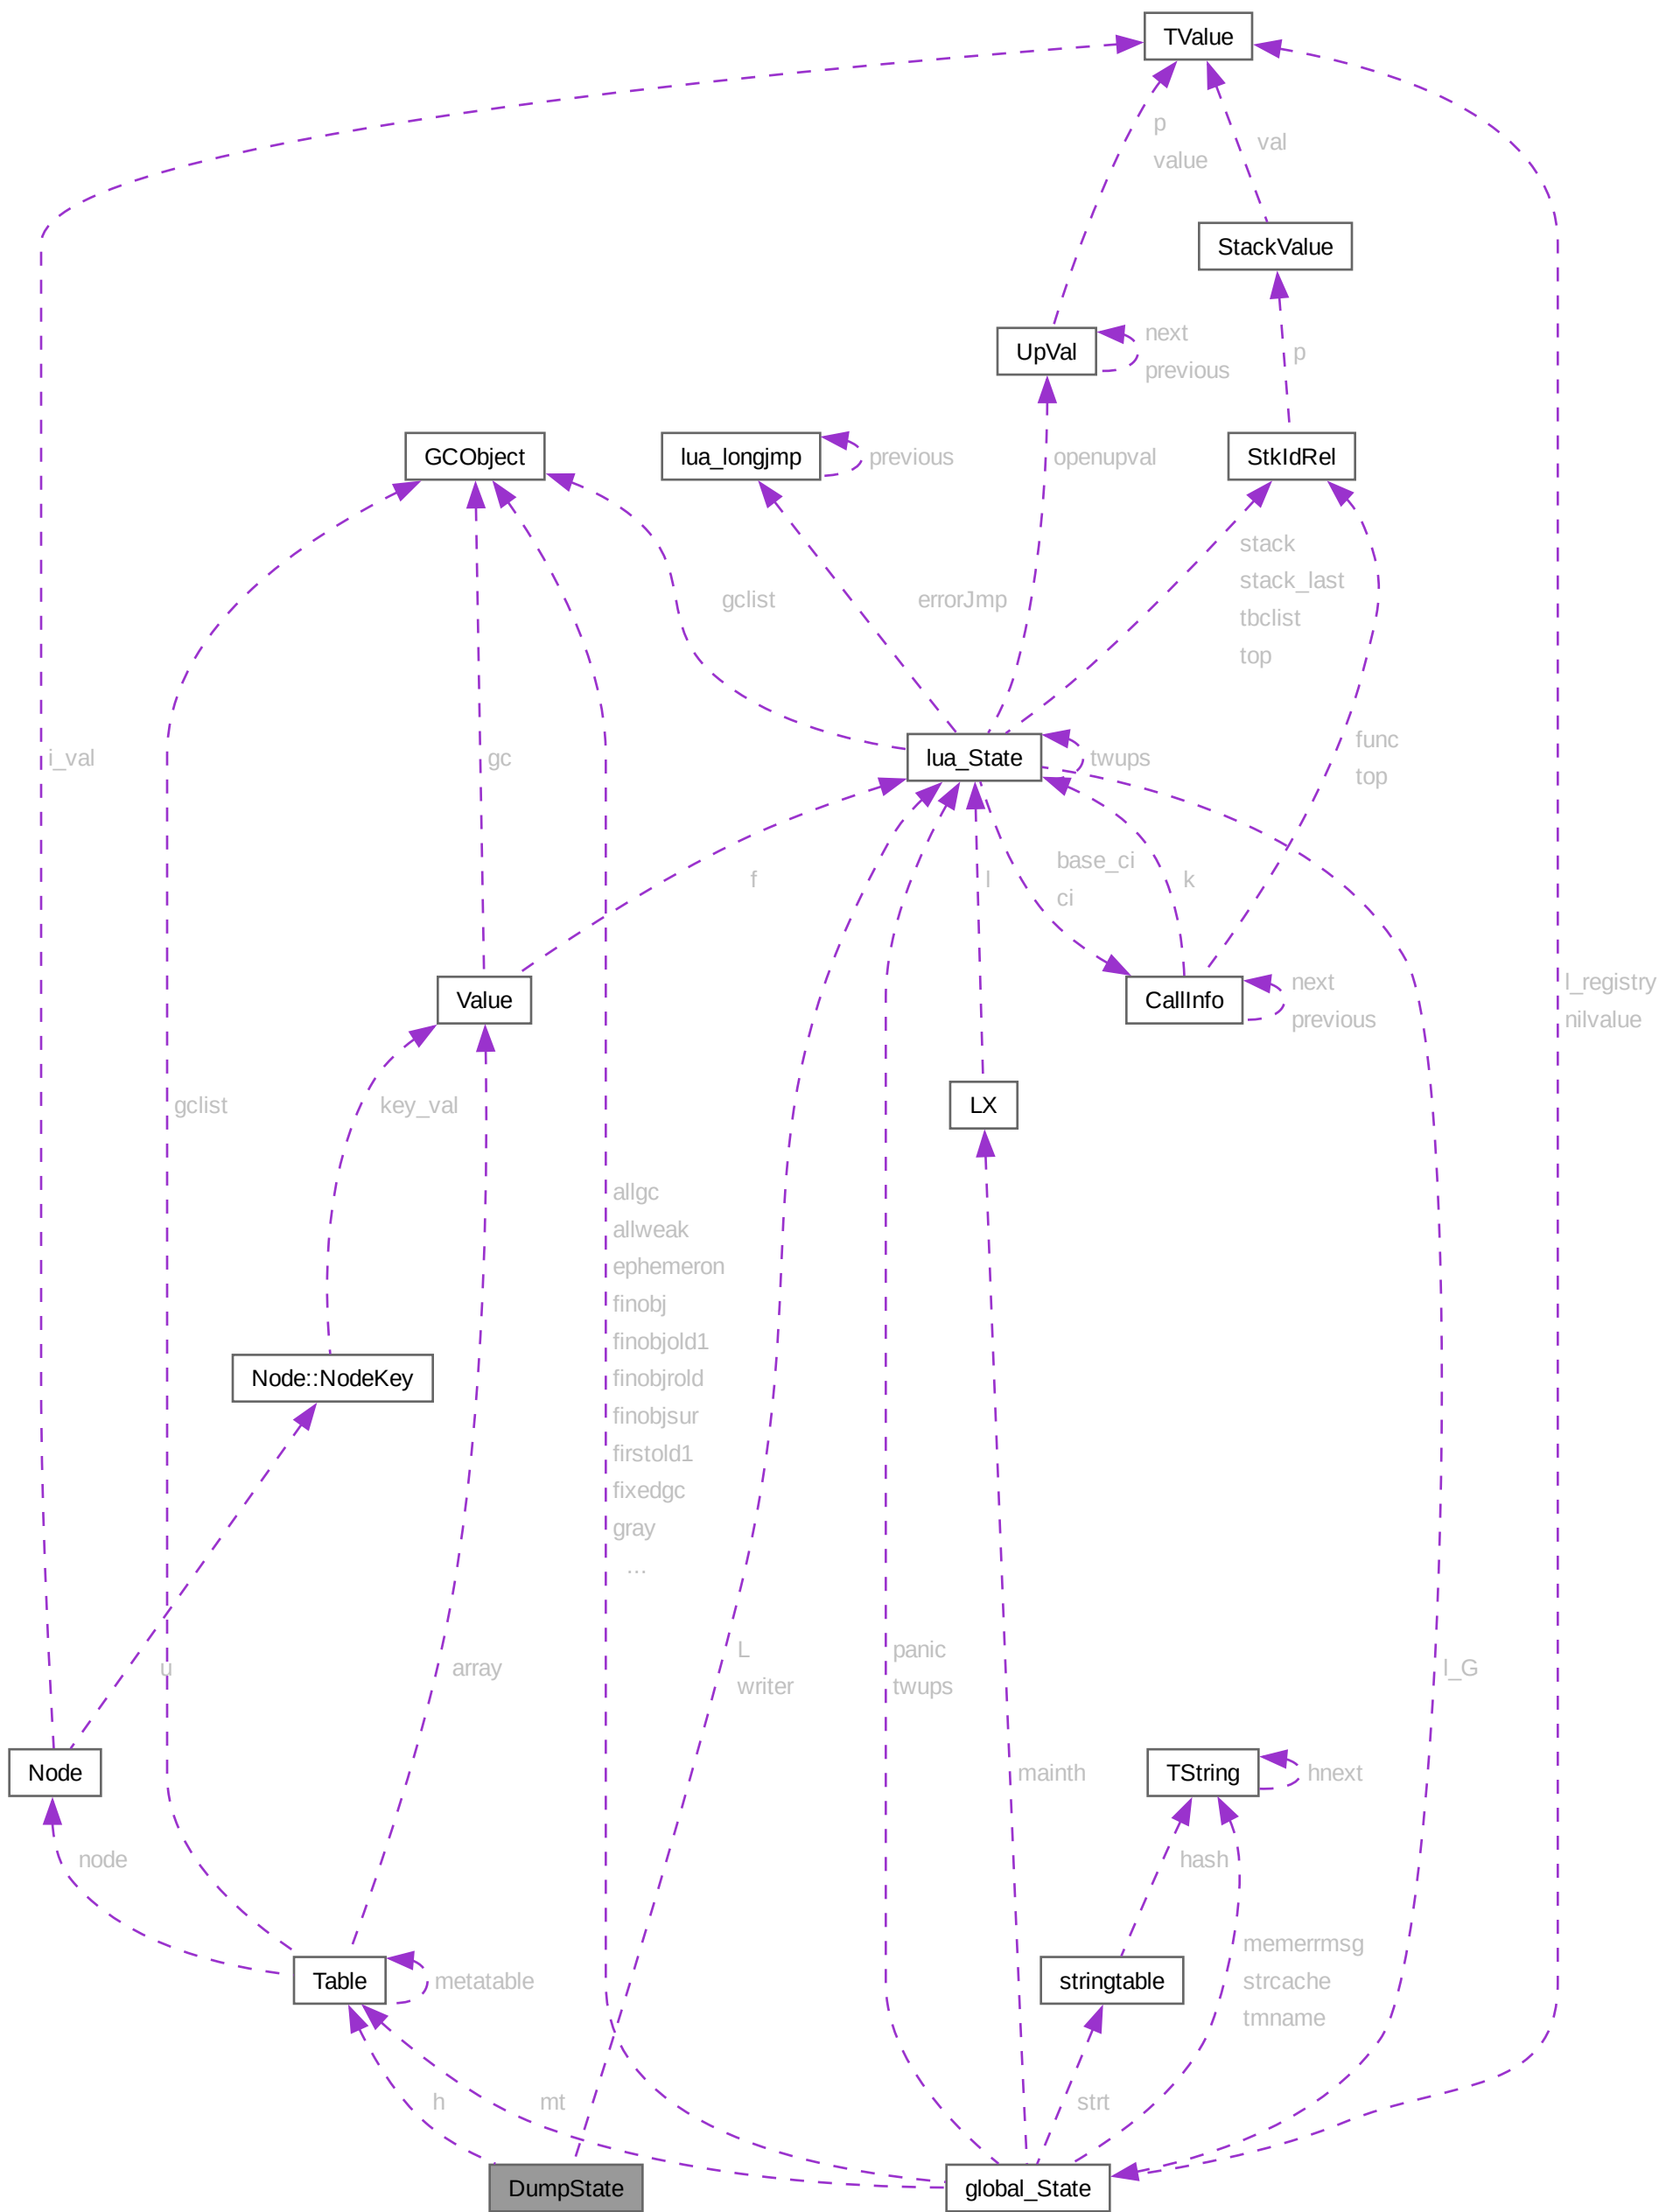 TValue
p
value
val
StackValue
UpVal
next
previous
p
GCObject
lua_longjmp
previous
openupval
StkIdRel
gclist
errorJmp
stack
stack_last
tbclist
top
i_val
gc
lua_State
twups
func
top
f
l
base_ci
ci
k
Value
CallInfo
next
previous
l_registry
nilvalue
gclist
key_val
LX
allgc
allweak
ephemeron
finobj
finobjold1
finobjrold
finobjsur
firstold1
fixedgc
gray
...
Node::NodeKey
u
array
L
writer
panic
twups
l_G
Node
mainth
TString
hnext
node
hash
Table
metatable
stringtable
memerrmsg
strcache
tmname
h
mt
strt
DumpState
global_State